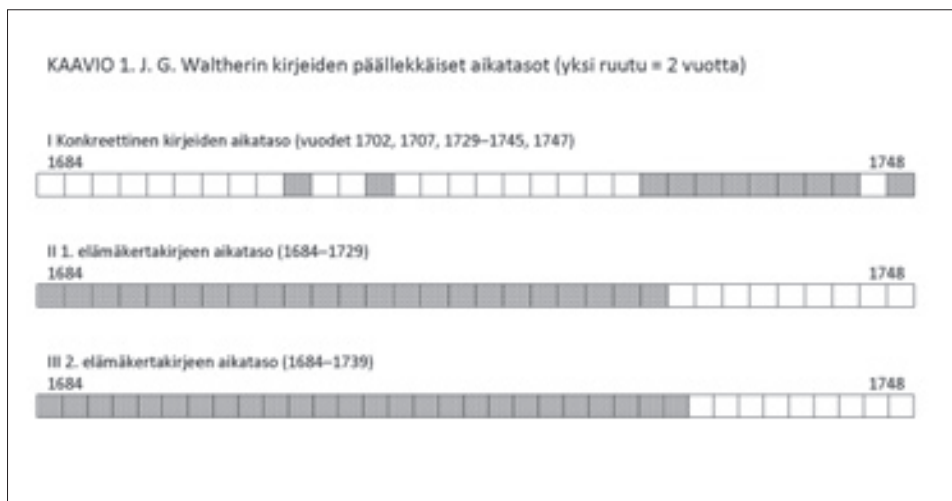 KAAVIO 1. J. G. Waltherin kirjeiden päällekkäiset aikatasot (yksi ruutu = 2 vuotta)
I Konkreettinen kirjeiden aikataso (vuodet 1702, 1707, 1729–1745, 1747)
1684 1748
II 1. elämäkertakirjeen aikataso (1684–1729)
1684 1748
III 2. elämäkertakirjeen aikataso (1684–1739)
1684 1748